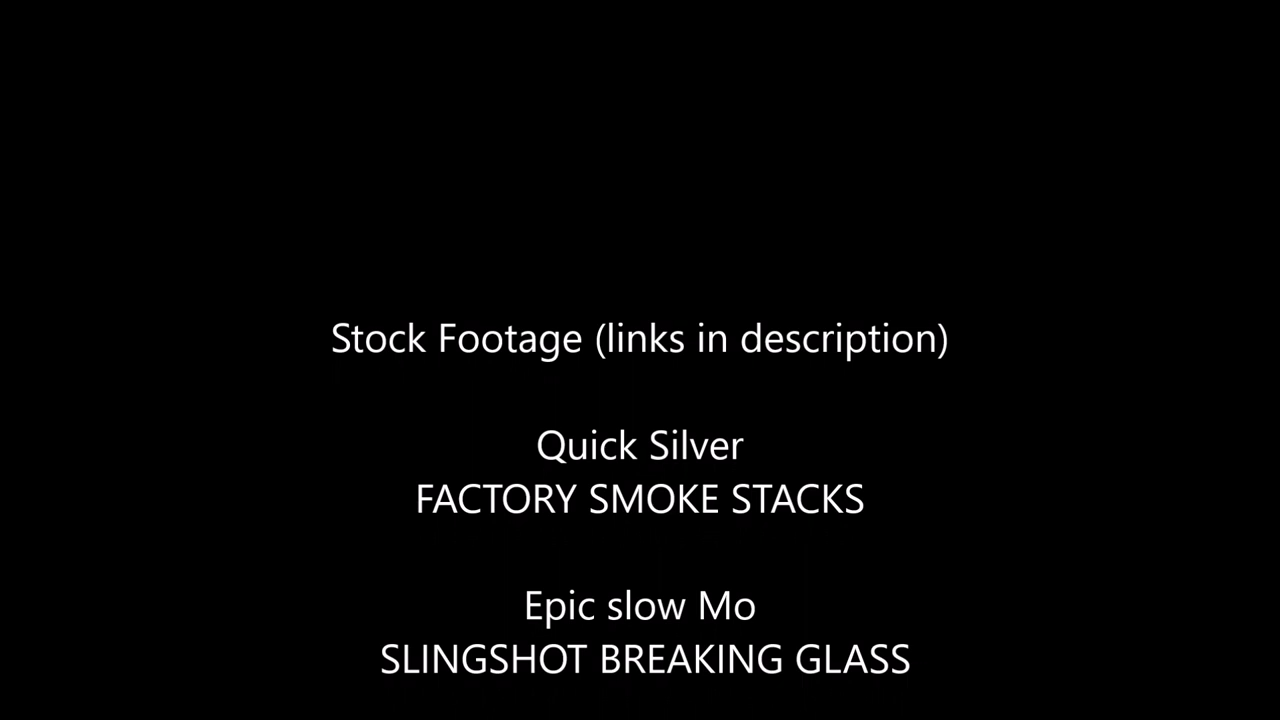 Stock Footage (links in description)
Quick Silver
FACTORY SMOKE STACKS
Epic slow Mo
SLINGSHOT BREAKING GLASS